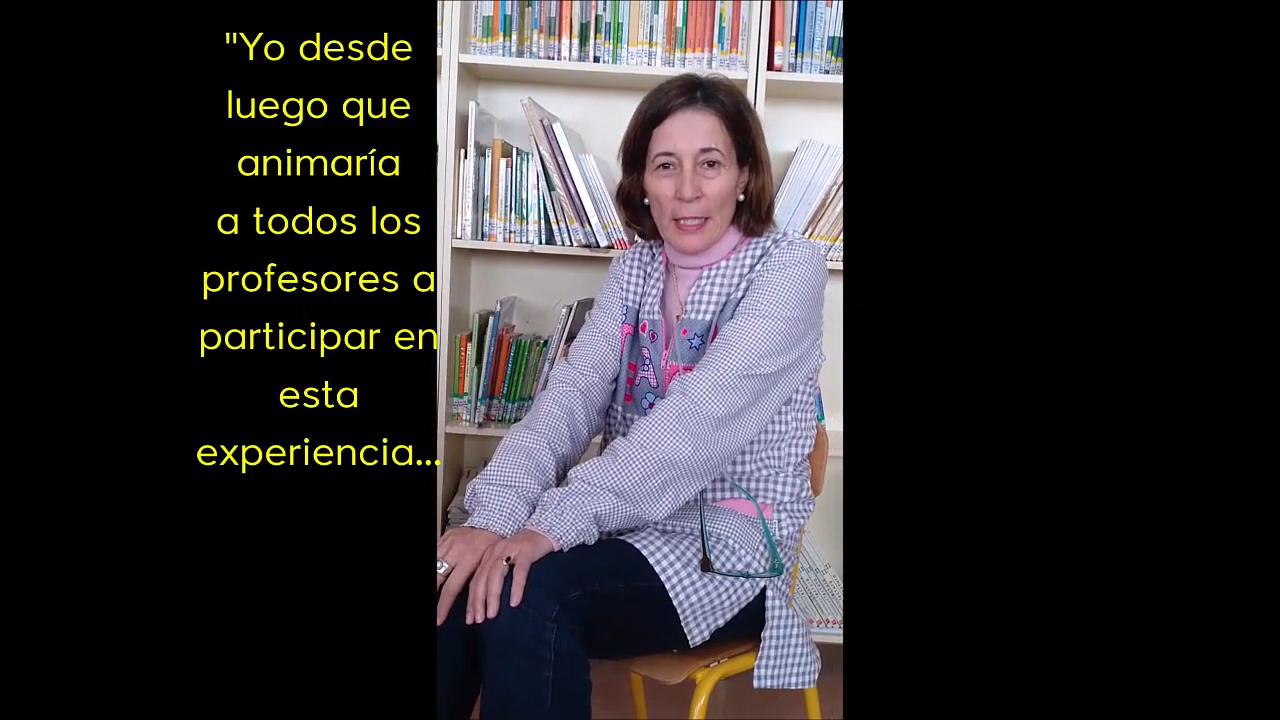 "Yo desde
luego que
animaría
a todos los
profesores a
participar en
esta
experiencia...